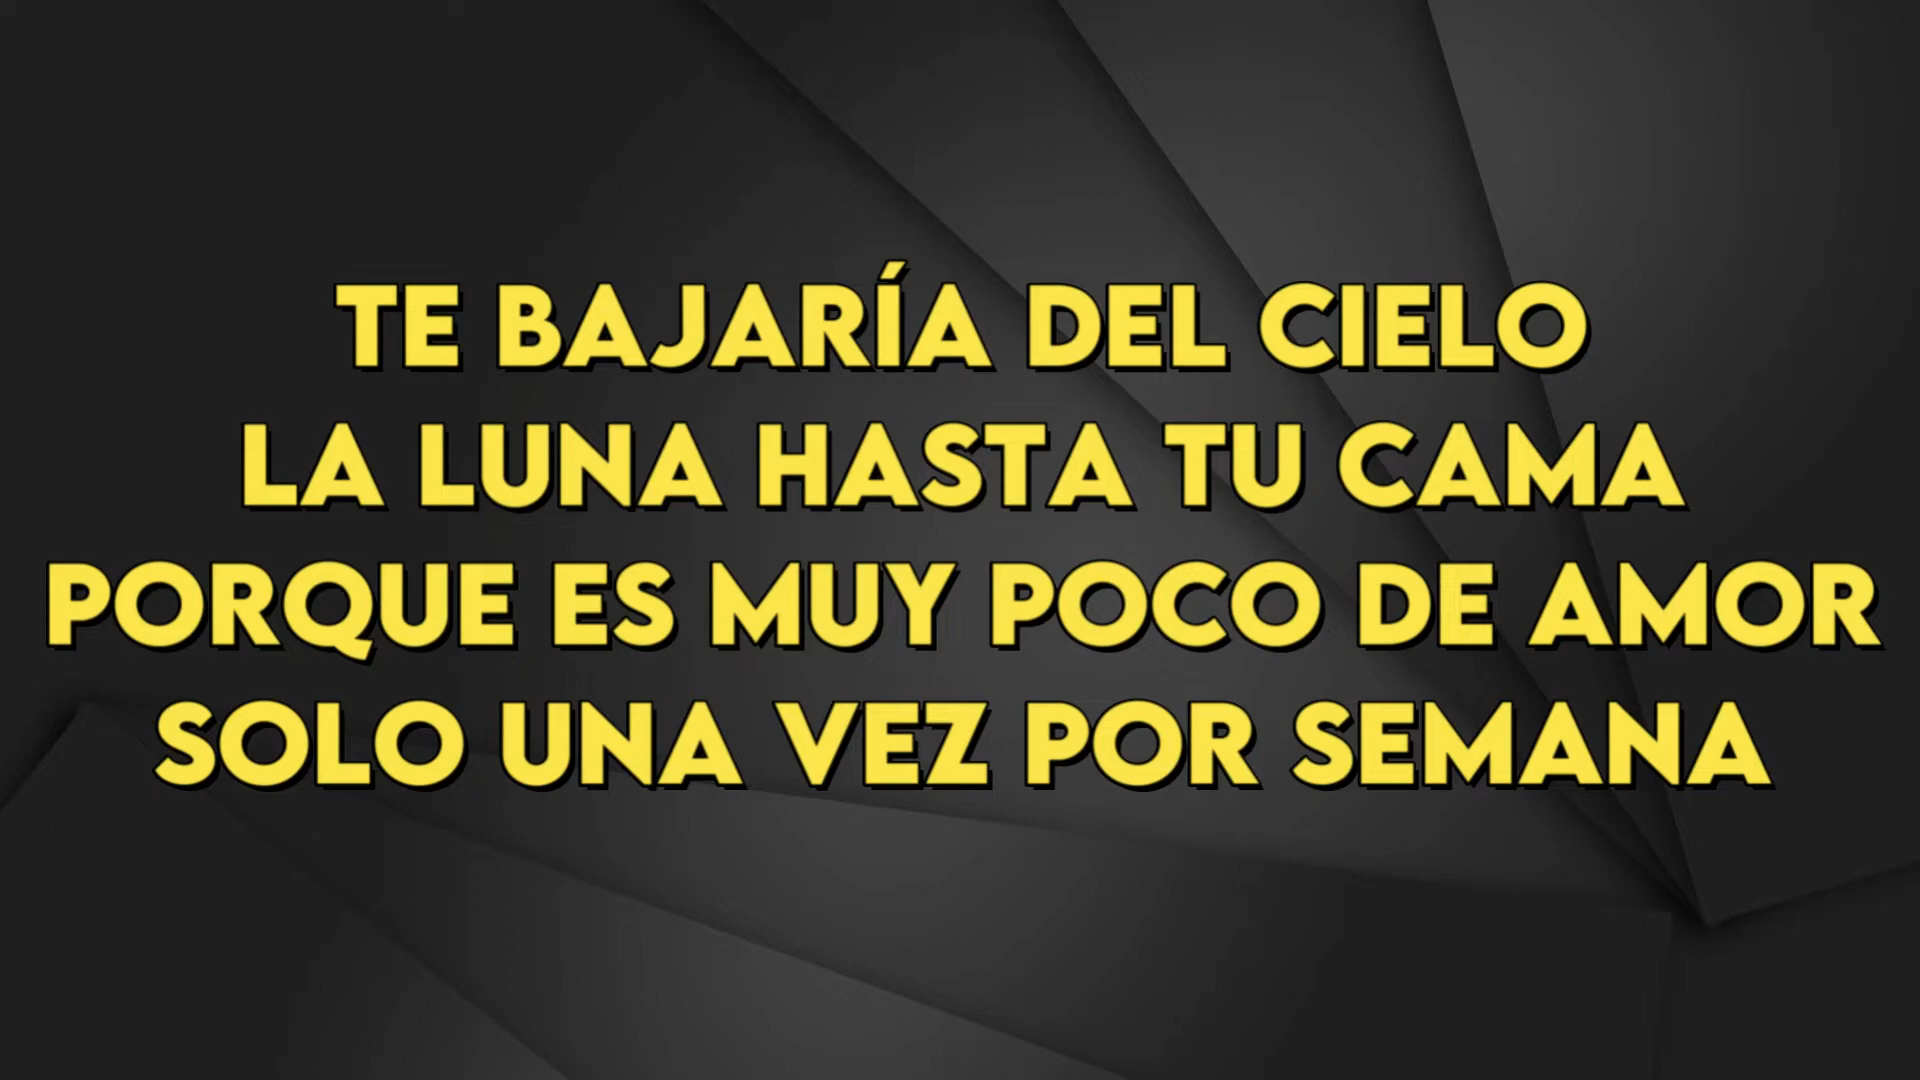 TE BAJARÍA DEL CIELO
LA LUNA HASTA TU CAMA
PORQUE ES MUY POCO DE AMOR
SOLO UNA VEZ POR SEMANA